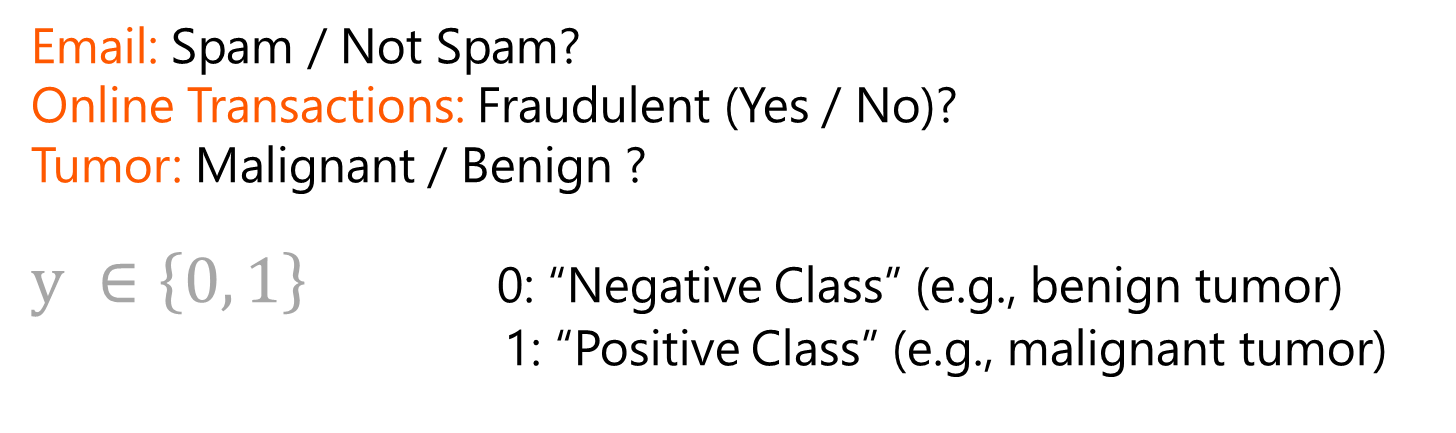 Email: Spam / Not Spam?
Online Transactions: Fraudulent (Yes / No)?
Tumor: Malignant / Benign ?
y ∈ {0, 1}
0: “Negative Class” (e.g., benign tumor)
1: “Positive Class” (e.g., malignant tumor)